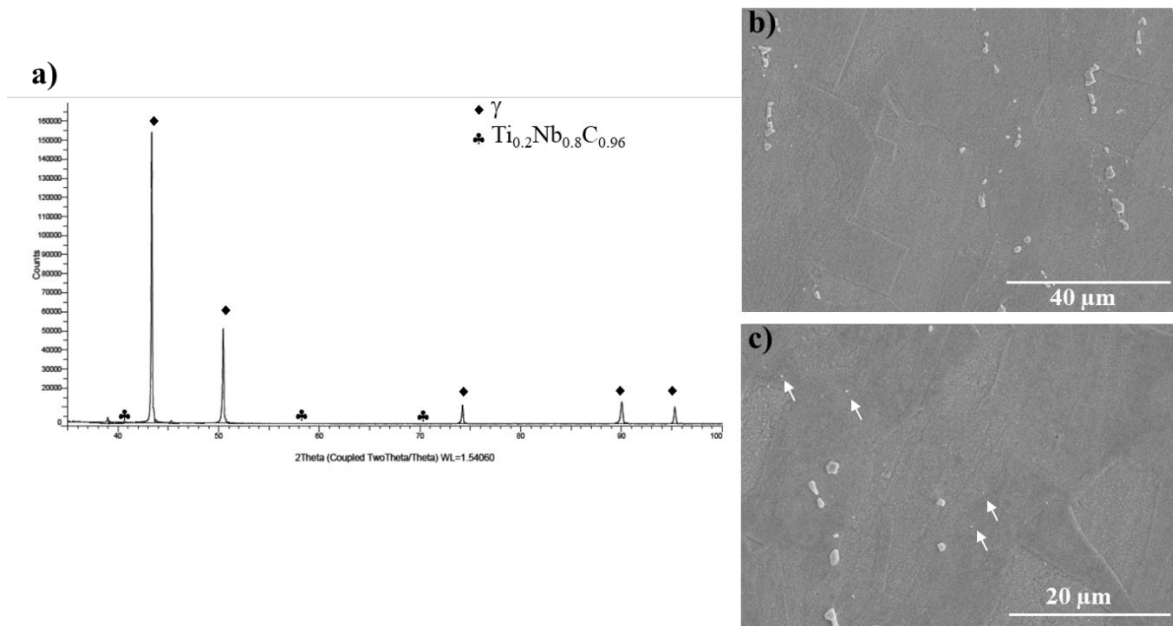 a)
◆ γ
♣ Ti0.2Nb0.8C0.96
160000
150000
140000
130000
120000
110000
100000
90000
80000
70000
60000
50000
40000
30000
20000
10000
0
Counts
40 50 60 70 80 90 100
2Theta (Coupled TwoTheta/Theta) WL=1.54060
b)
40 µm
c)
20 µm